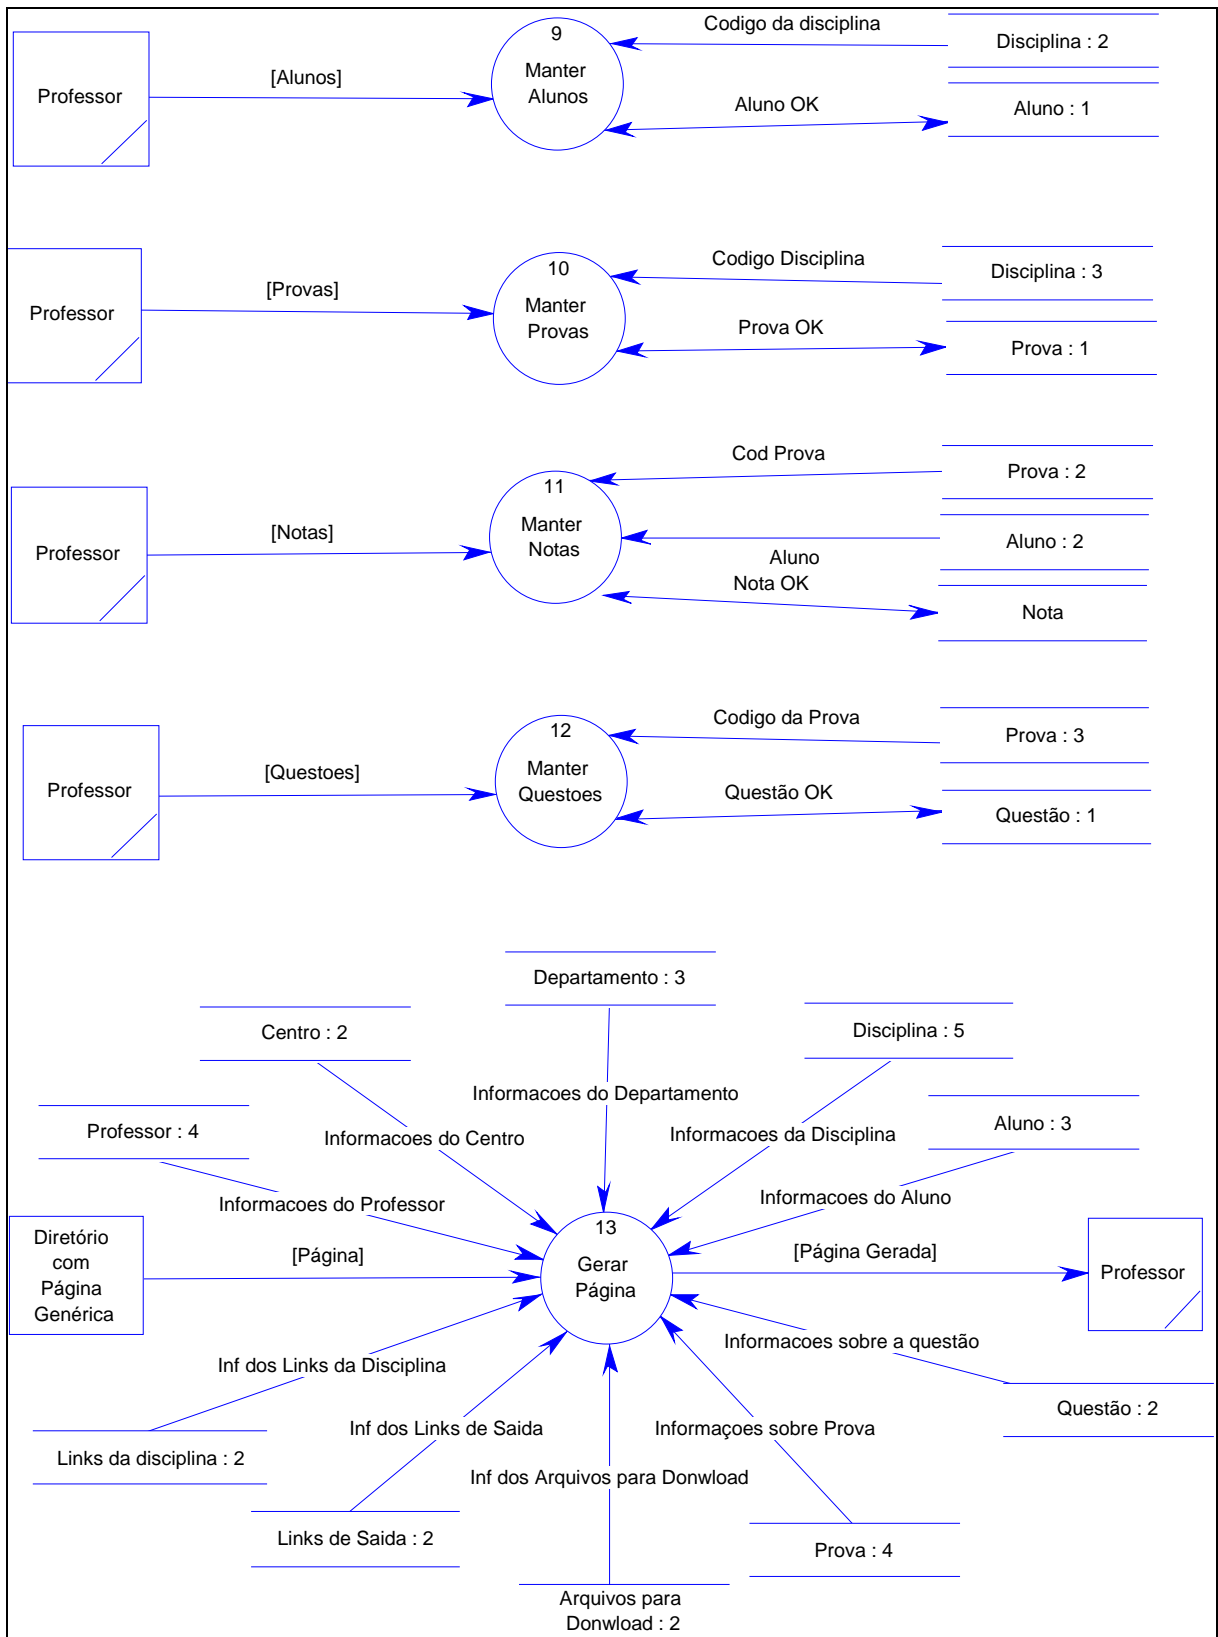 Codigo da disciplina
9
Disciplina : 2
Manter
Alunos
[Alunos]
Professor
Aluno OK
Aluno : 1
Codigo Disciplina
10
Disciplina : 3
Manter
Provas
[Provas]
Professor
Prova OK
Prova : 1
Cod Prova
11
Prova : 2
Manter
Notas
[Notas]
Professor
Aluno : 2
Aluno
Nota OK
Nota
Codigo da Prova
12
Prova : 3
Manter
Questoes
[Questoes]
Professor
Questão OK
Questão : 1
Departamento : 3
Centro : 2
Disciplina : 5
Informacoes do Departamento
Professor : 4
Informacoes do Centro
Informacoes da Disciplina
Aluno : 3
Informacoes do Professor
Informacoes do Aluno
Diretório
com
Página
Genérica
[Página]
13
Gerar
Página
[Página Gerada]
Professor
Informacoes sobre a questão
Inf dos Links da Disciplina
Questão : 2
Inf dos Links de Saida
Informaçoes sobre Prova
Links da disciplina : 2
Inf dos Arquivos para Donwload
Links de Saida : 2
Prova : 4
Arquivos para
Donwload : 2